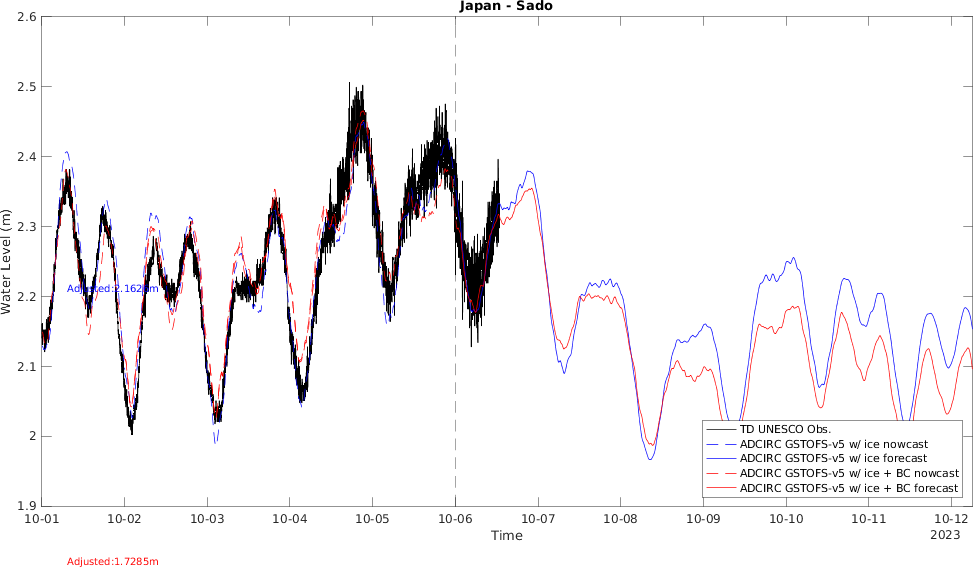 Japan - Sado
2.6
2.5
2.4
2.3
2.2
2.1
2
1.9
Water Level (m)
10-01 10-02 10-03 10-04 10-05 10-06 10-07 10-08 10-09 10-10 10-11 10-12
Time
2023
TD UNESCO Obs.
ADCIRC GSTOFS-v5 w/ ice nowcast
ADCIRC GSTOFS-v5 w/ ice forecast
ADCIRC GSTOFS-v5 w/ ice + BC nowcast
ADCIRC GSTOFS-v5 w/ ice + BC forecast
Adjusted:1.7285m